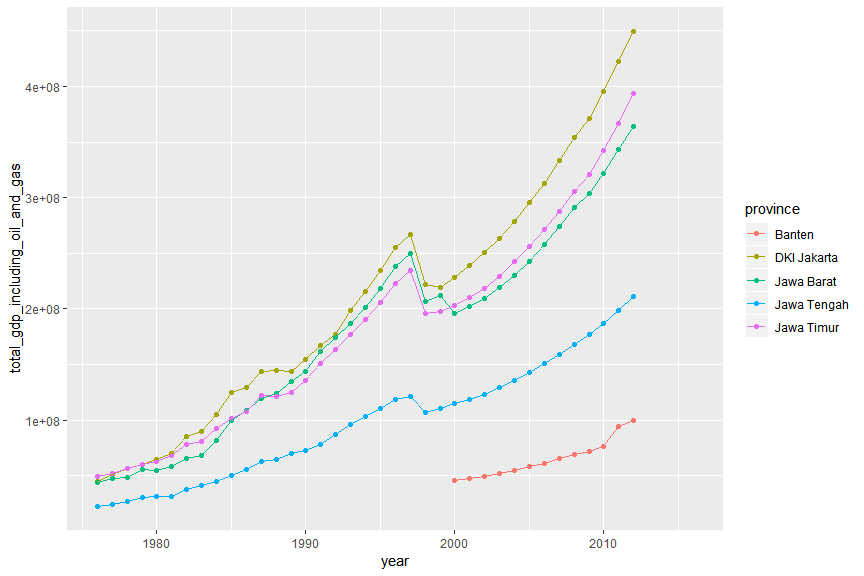 total_gdp_including_oil_and_gas
4e+08
3e+08
2e+08
1e+08
1980
1990
2000
2010
year
province
Banten
DKI Jakarta
Jawa Barat
Jawa Tengah
Jawa Timur